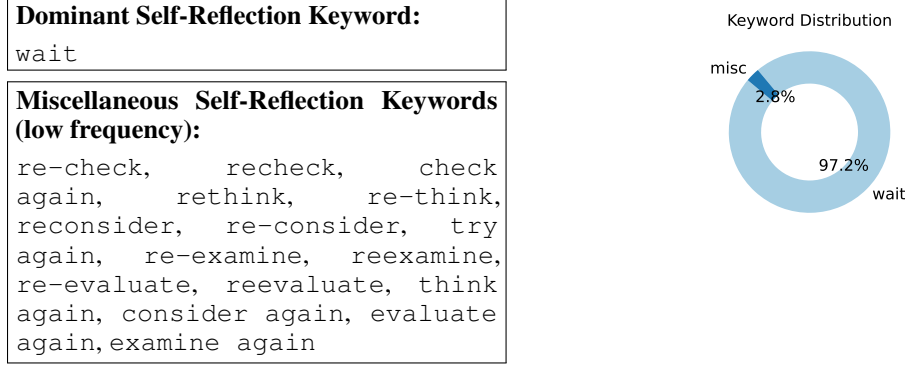 Dominant Self-Reflection Keyword:
wait
Miscellaneous Self-Reflection Keywords
(low frequency):
re-check, recheck, check
again, rethink, re-think,
reconsider, re-consider, try
again, re-examine, reexamine,
re-evaluate, reevaluate, think
again, consider again, evaluate
again, examine again
Keyword Distribution
misc
2.8%
97.2%
wait